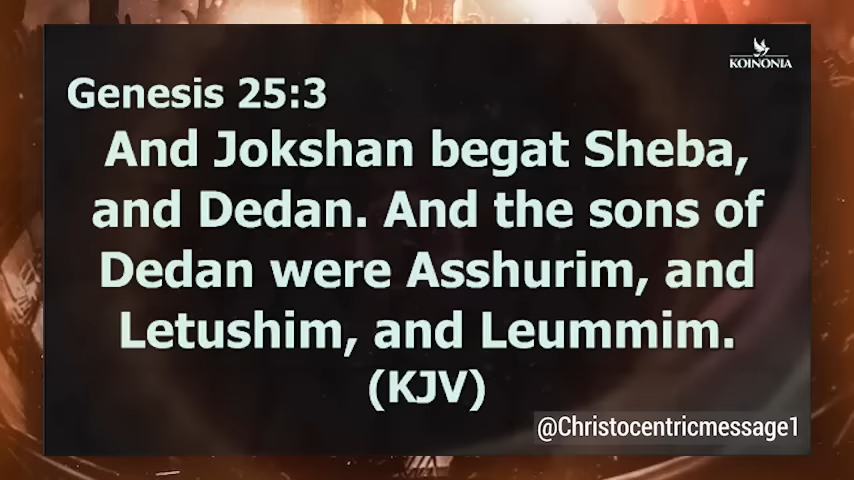 KOINONIA
Genesis 25:3
And Jokshan begat Sheba,
and Dedan. And the sons of
Dedan were Asshurim, and
Letushim, and Leummim.
(KJV)
@Christocentricmessage1